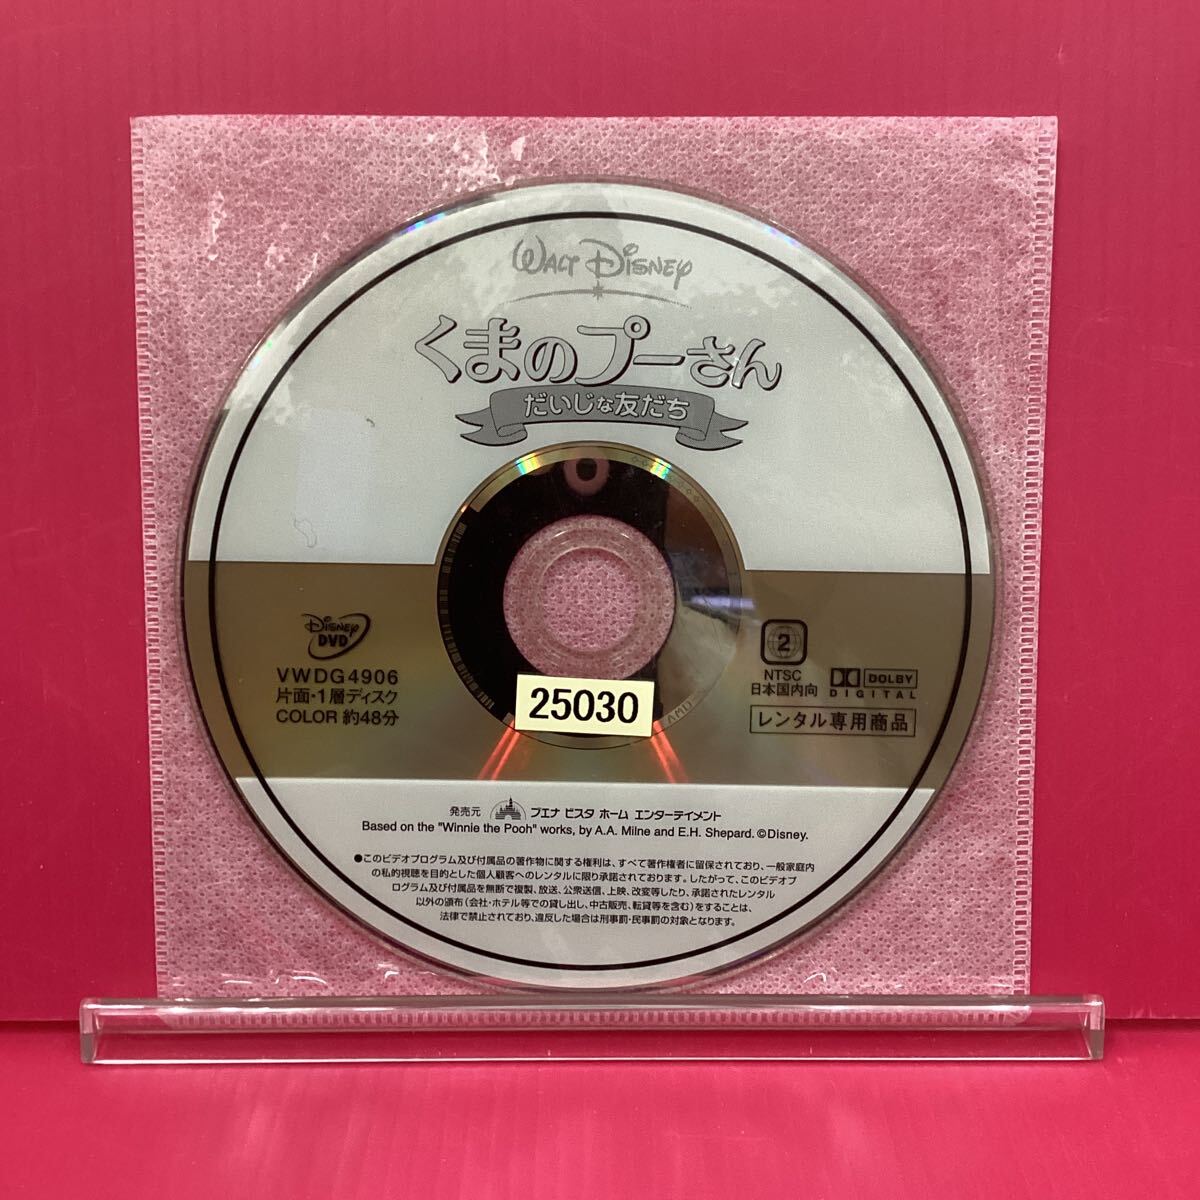 WALT DISNEY
くまのプーさん
だいじな友だち
DISNEY
DVD
VWDG4906
片面・1層ディスク
COLOR 約48分
25030
2
NTSC
日本国内向
DOLBY
DIGITAL
レンタル専用商品
発売元 ブエナ ビスタ ホーム エンターテイメント
Based on the "Winnie the Pooh" works, by A.A. Milne and E.H. Shepard. ©Disney.
●このビデオプログラム及び付属品の著作物に関する権利は、すべて著作権者に留保されており、一般家庭内
の私的視聴を目的とした個人顧客へのレンタルに限り承諾されております。したがって、このビデオプ
ログラム及び付属品を無断で複製、放送、公衆送信、上映、改変等したり、承諾されたレンタル
以外の頒布（会社・ホテル等での貸し出し、中古販売、転貸等を含む）をすることは、
法律で禁止されており、違反した場合は刑事罰・民事罰の対象となります。